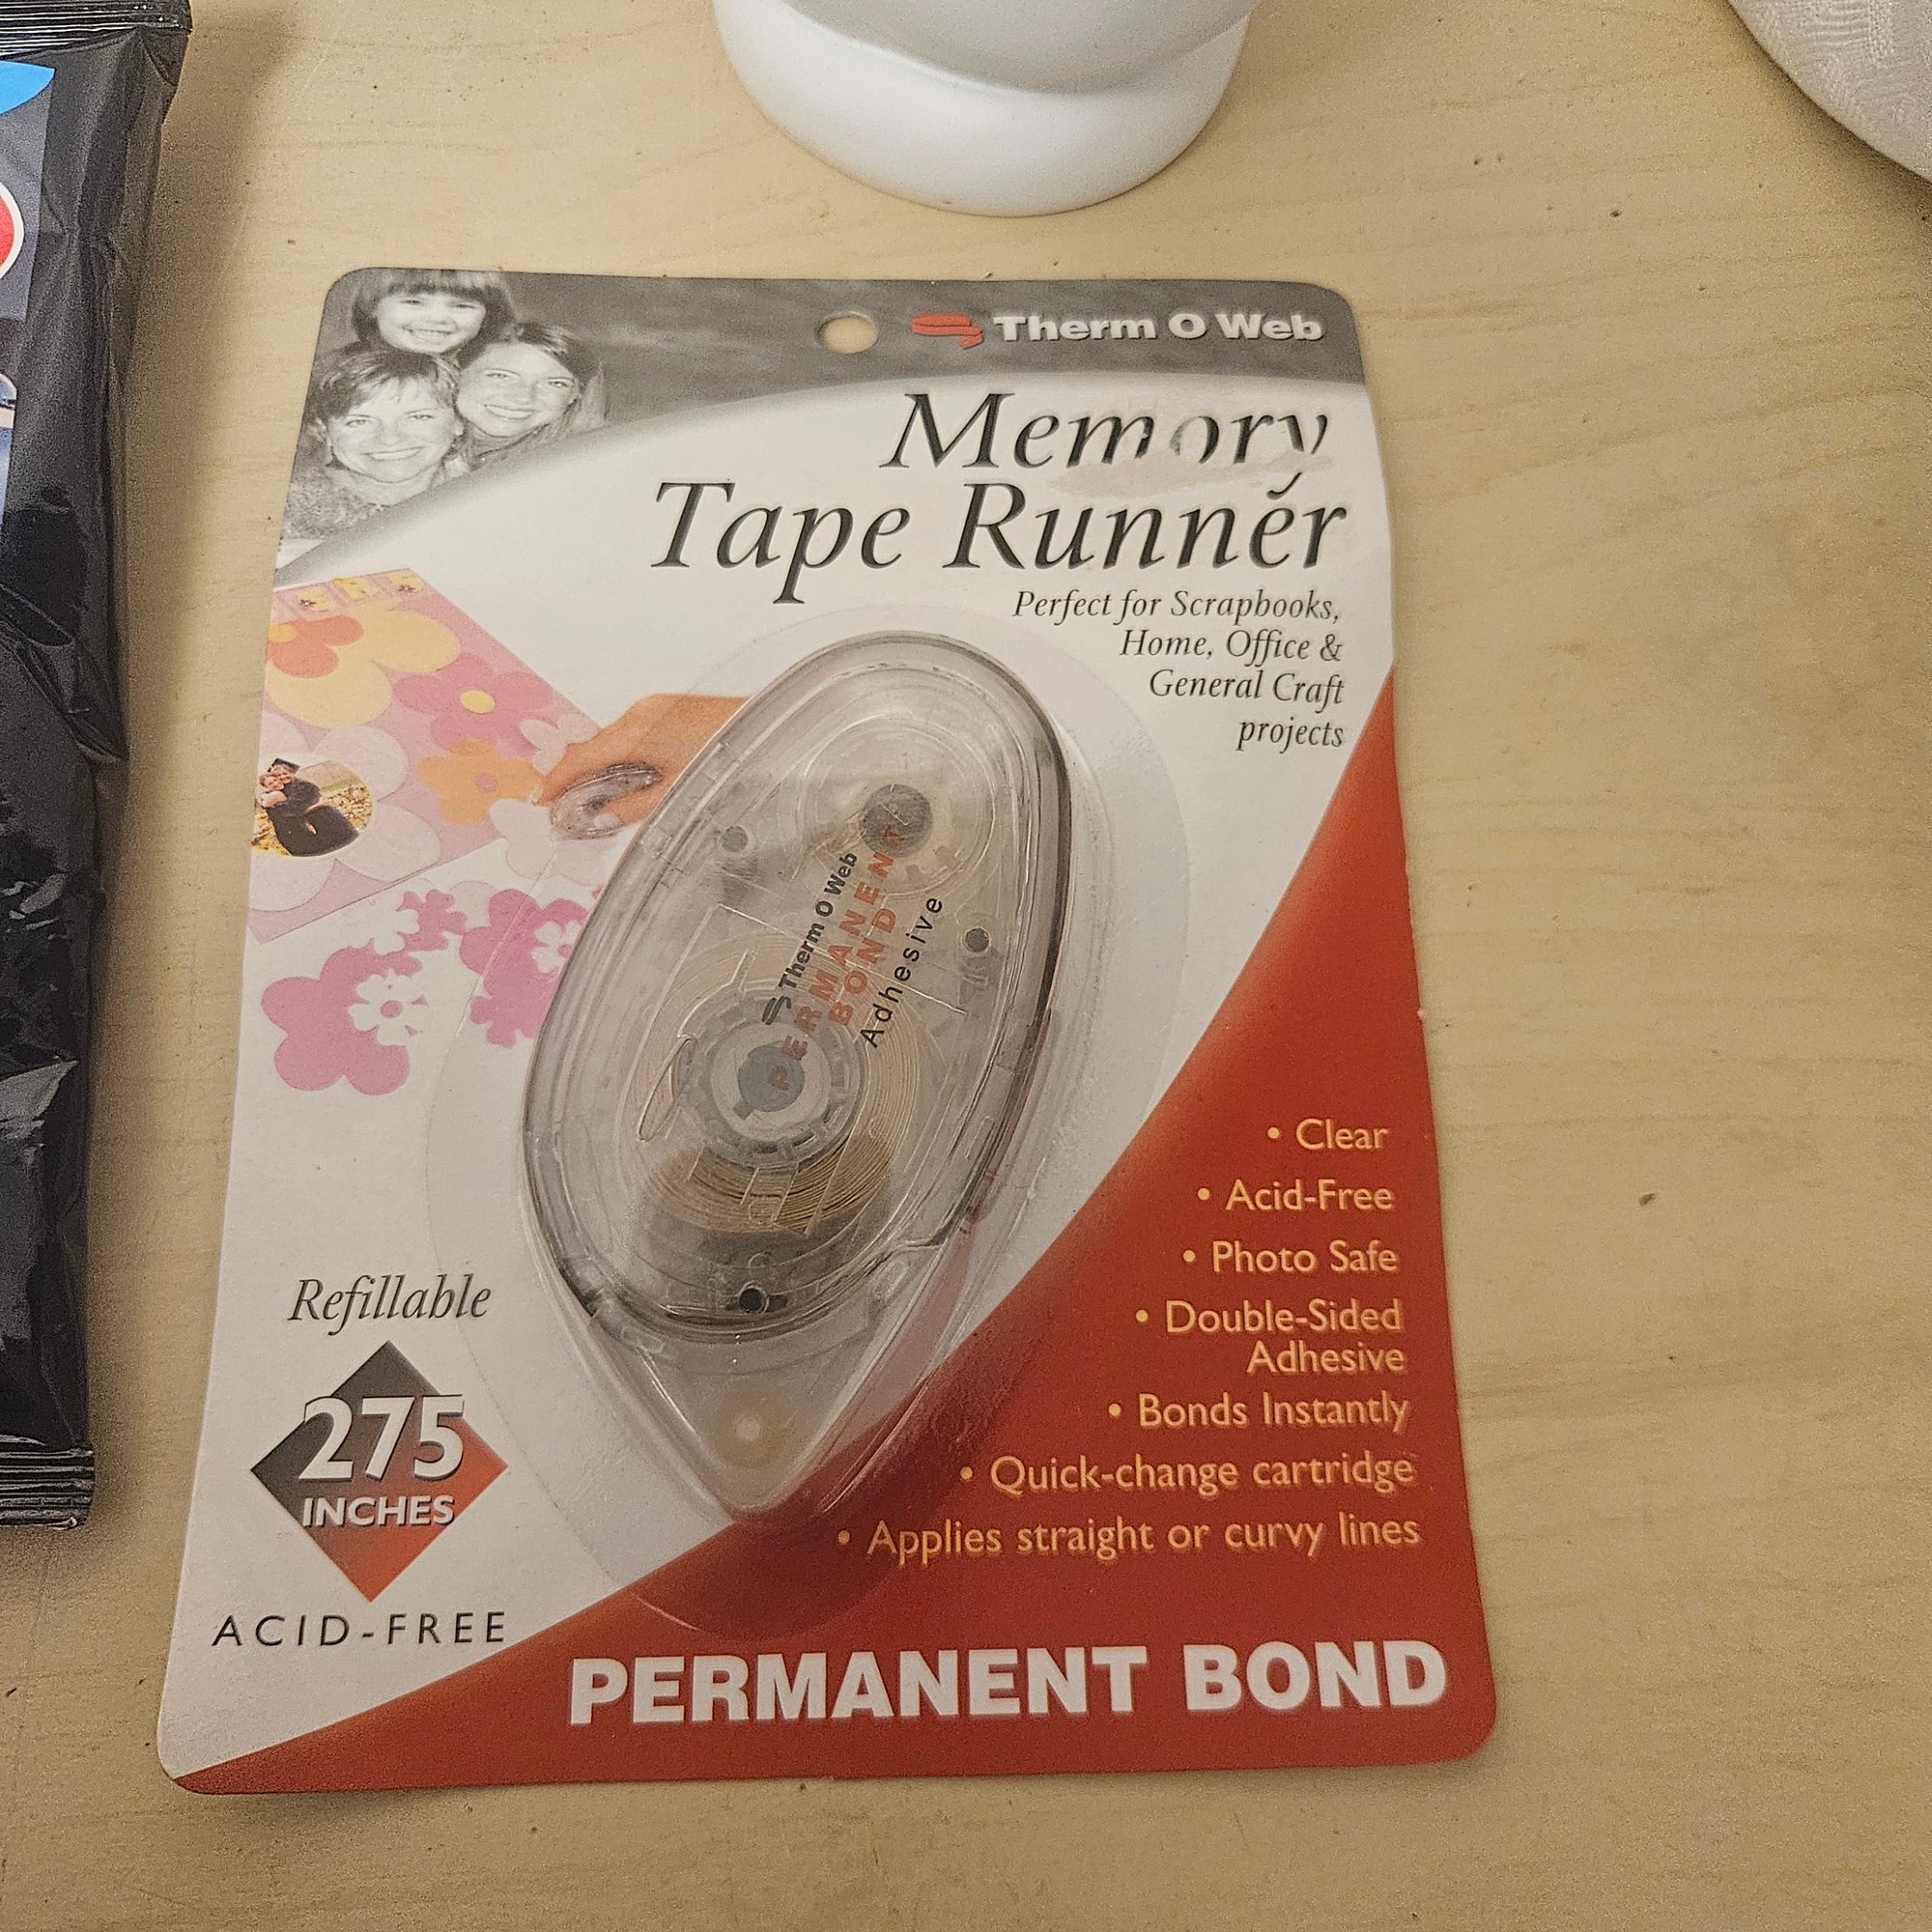 Therm O Web
Memory
Tape Runner
Perfect for Scrapbooks,
Home, Office &
General Craft
projects
Therm O Web
PERMANENT
BOND
Adhesive
• Clear
• Acid-Free
• Photo Safe
• Double-Sided
Adhesive
• Bonds Instantly
• Quick-change cartridge
• Applies straight or curvy lines
Refillable
275
INCHES
ACID-FREE
PERMANENT BOND